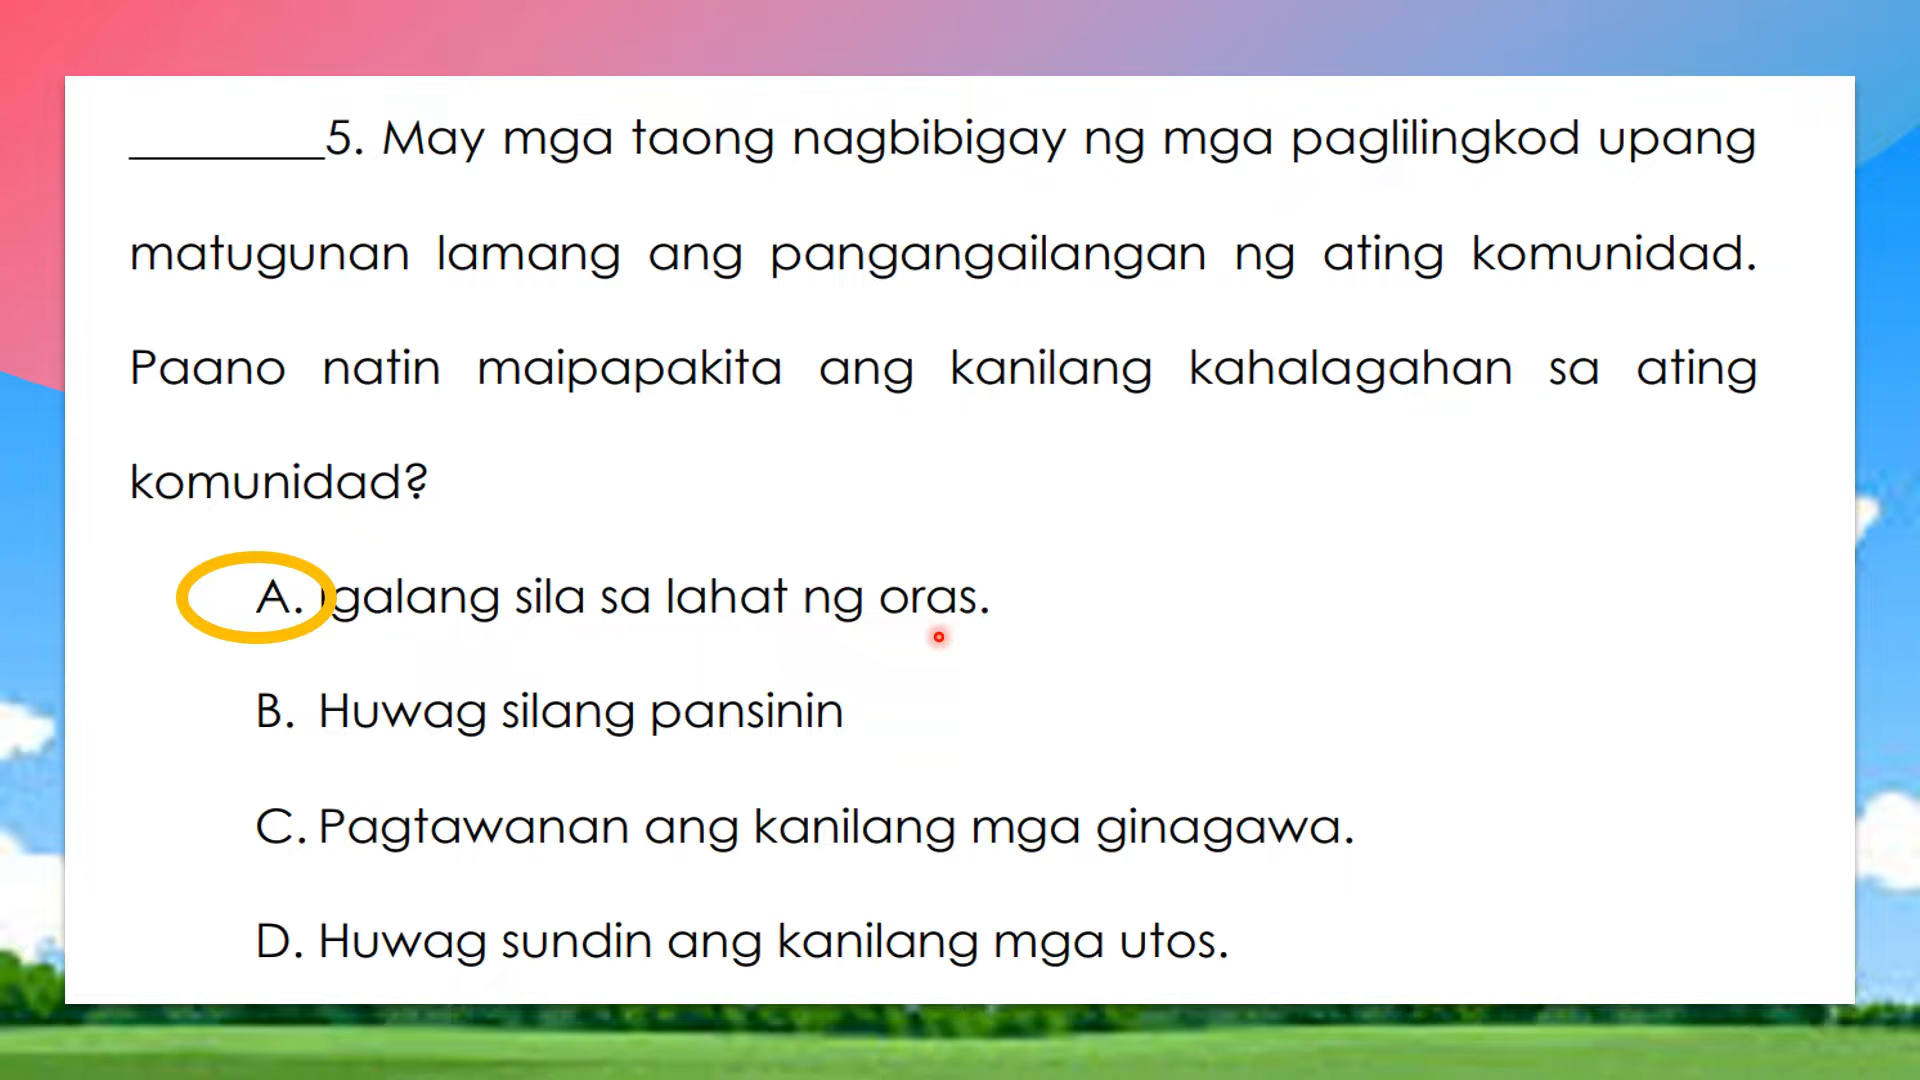 ________5. May mga taong nagbibigay ng mga paglilingkod upang
matugunan lamang ang pangangailangan ng ating komunidad.
Paano natin maipapakita ang kanilang kahalagahan sa ating
komunidad?
A. Igalang sila sa lahat ng oras.
B. Huwag silang pansinin
C. Pagtawanan ang kanilang mga ginagawa.
D. Huwag sundin ang kanilang mga utos.